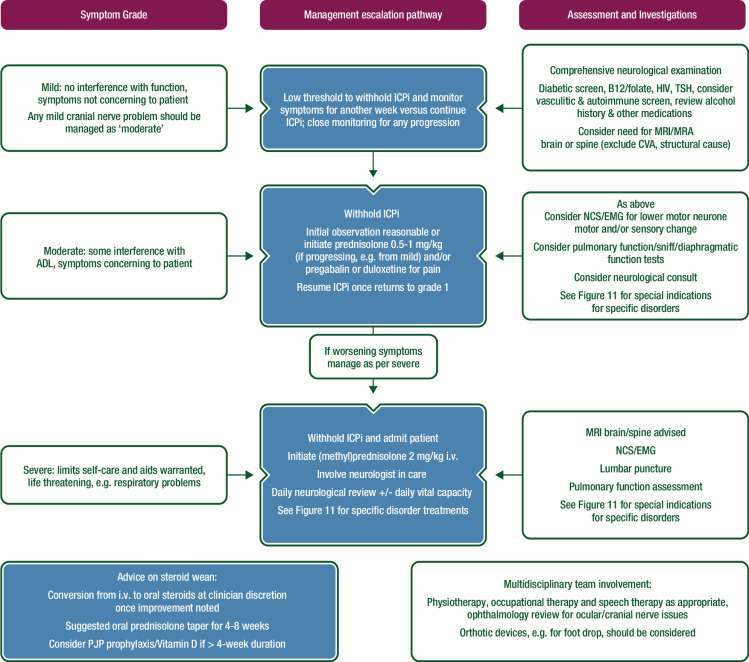 Symptom Grade
Management escalation pathway
Assessment and Investigations
Mild: no interference with function,
symptoms not concerning to patient
Any mild cranial nerve problem should be
managed as ‘moderate’
Low threshold to withhold ICPi and monitor
symptoms for another week versus continue
ICPi; close monitoring for any progression
Comprehensive neurological examination
Diabetic screen, B12/folate, HIV, TSH, consider
vasculitic & autoimmune screen, review alcohol
history & other medications
Consider need for MRI/MRA
brain or spine (exclude CVA, structural cause)
Moderate: some interference with
ADL, symptoms concerning to patient
Withhold ICPi
Initial observation reasonable or
initiate prednisolone 0.5-1 mg/kg
(if progressing, e.g. from mild) and/or
pregabalin or duloxetine for pain
Resume ICPi once returns to grade 1
As above
Consider NCS/EMG for lower motor neurone
motor and/or sensory change
Consider pulmonary function/sniff/diaphragmatic
function tests
Consider neurological consult
See Figure 11 for special indications
for specific disorders
If worsening symptoms
manage as per severe
Severe: limits self-care and aids warranted,
life threatening, e.g. respiratory problems
Withhold ICPi and admit patient
Initiate (methyl)prednisolone 2 mg/kg i.v.
Involve neurologist in care
Daily neurological review +/- daily vital capacity
See Figure 11 for specific disorder treatments
MRI brain/spine advised
NCS/EMG
Lumbar puncture
Pulmonary function assessment
See Figure 11 for special indications
for specific disorders
Advice on steroid wean:
Conversion from i.v. to oral steroids at clinician discretion
once improvement noted
Suggested oral prednisolone taper for 4-8 weeks
Consider PJP prophylaxis/Vitamin D if > 4-week duration
Multidisciplinary team involvement:
Physiotherapy, occupational therapy and speech therapy as appropriate,
ophthalmology review for ocular/cranial nerve issues
Orthotic devices, e.g. for foot drop, should be considered